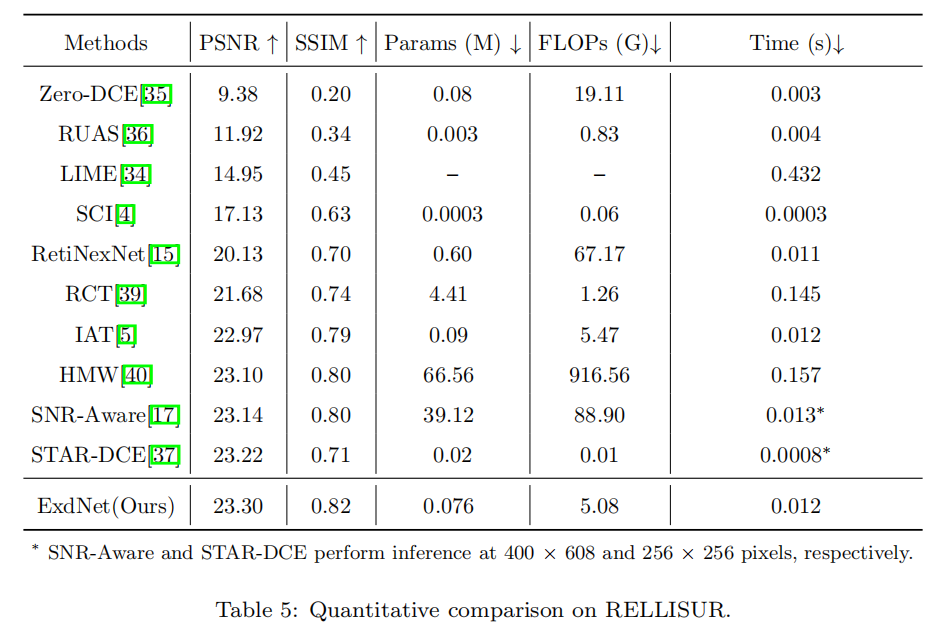 Methods PSNR ↑ SSIM ↑ Params (M) ↓ FLOPs (G)↓ Time (s)↓
Zero-DCE[35] 9.38 0.20 0.08 19.11 0.003
RUAS[36] 11.92 0.34 0.003 0.83 0.004
LIME[34] 14.95 0.45 – – 0.432
SCI[4] 17.13 0.63 0.0003 0.06 0.0003
RetiNexNet[15] 20.13 0.70 0.60 67.17 0.011
RCT[39] 21.68 0.74 4.41 1.26 0.145
IAT[5] 22.97 0.79 0.09 5.47 0.012
HMW[40] 23.10 0.80 66.56 916.56 0.157
SNR-Aware[17] 23.14 0.80 39.12 88.90 0.013*
STAR-DCE[37] 23.22 0.71 0.02 0.01 0.0008*
ExdNet(Ours) 23.30 0.82 0.076 5.08 0.012
* SNR-Aware and STAR-DCE perform inference at 400 × 608 and 256 × 256 pixels, respectively.
Table 5: Quantitative comparison on RELLISUR.